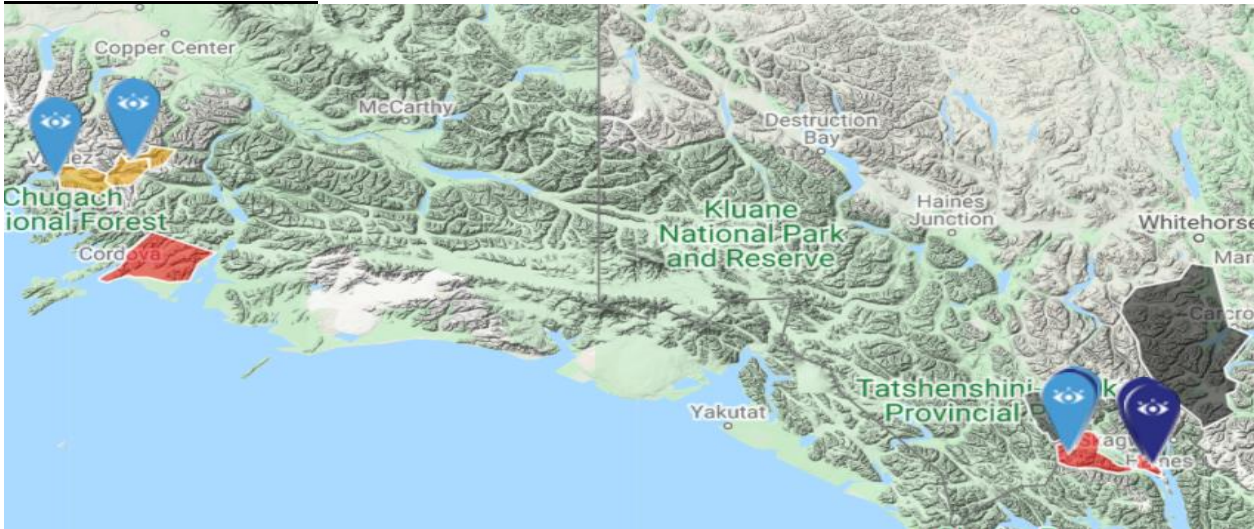 Copper Center
McCarthy
Destruction
Bay
Chugach
ional Forest
Cordova
Kluane
National Park
and Reserve
Haines
Junction
Whitehorse
Carcro
Yakutat
Tatshenshini-
Provincial